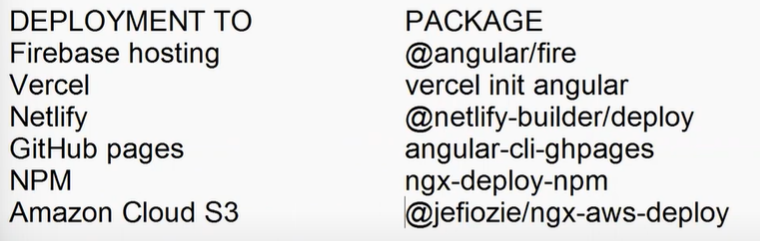 DEPLOYMENT TO PACKAGE
Firebase hosting @angular/fire
Vercel vercel init angular
Netlify @netlify-builder/deploy
GitHub pages angular-cli-ghpages
NPM ngx-deploy-npm
Amazon Cloud S3 @jefiozie/ngx-aws-deploy